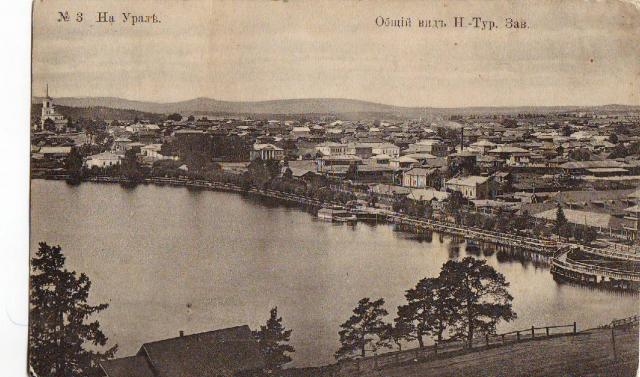 № 3 На Уралѣ.
Общій видъ Н.-Тур. Зав.